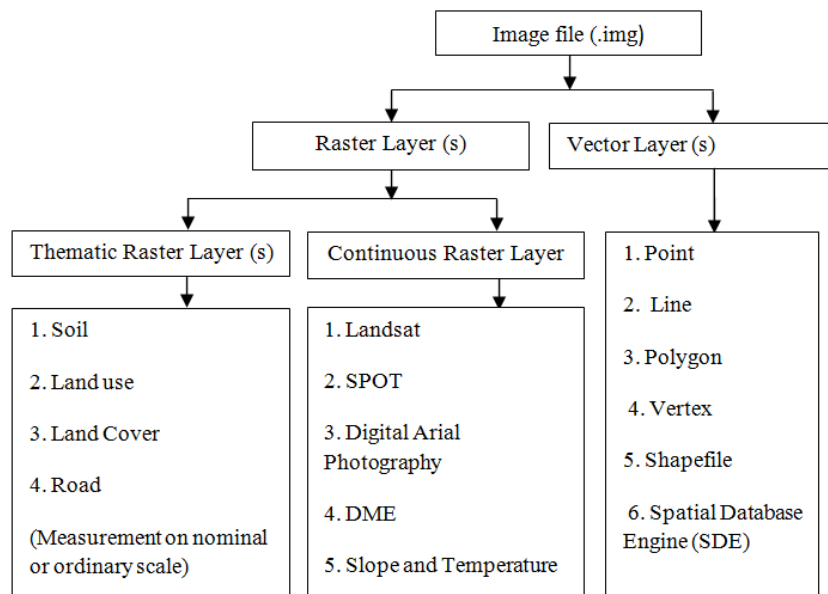 Image file (.img)
Raster Layer (s)
Vector Layer (s)
Thematic Raster Layer (s)
Continuous Raster Layer
1. Soil
2. Land use
3. Land Cover
4. Road
(Measurement on nominal
or ordinary scale)
1. Landsat
2. SPOT
3. Digital Arial
Photography
4. DME
5. Slope and Temperature
1. Point
2. Line
3. Polygon
4. Vertex
5. Shapefile
6. Spatial Database
Engine (SDE)